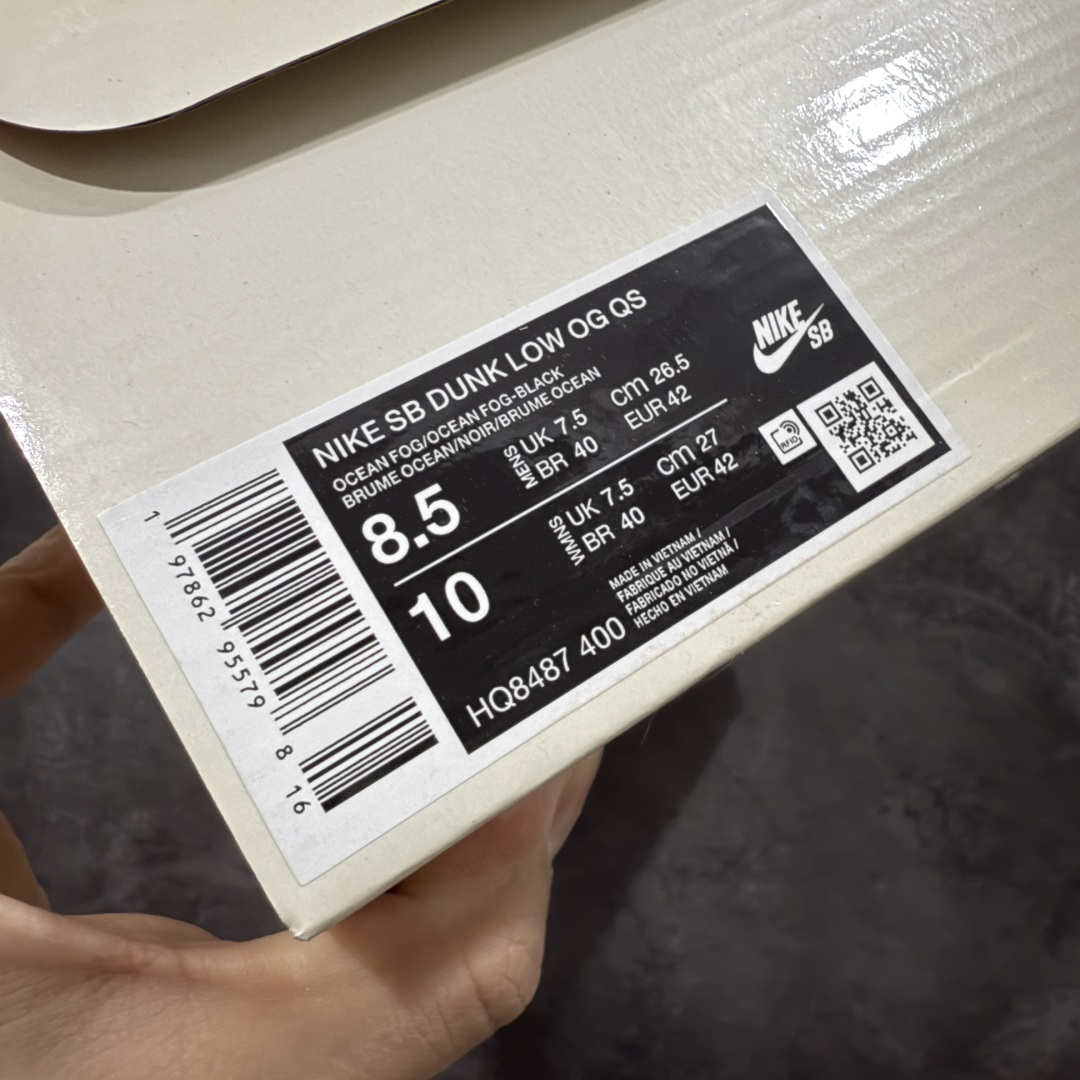 NIKE SB DUNK LOW OG QS
OCEAN FOG/OCEAN FOG-BLACK
BRUME OCEAN/NOIR/BRUME OCEAN
8.5
MENS
UK 7.5 cm 26.5
BR 40 EUR 42
10
WMNS
UK 7.5 cm 27
BR 40 EUR 42
HQ8487 400
MADE IN VIETNAM /
FABRIQUE AU VIETNAM /
FABRICADO NO VIETNÃ /
HECHO EN VIETNAM
NIKE
SB
RFID
1 97862 95579 8 16